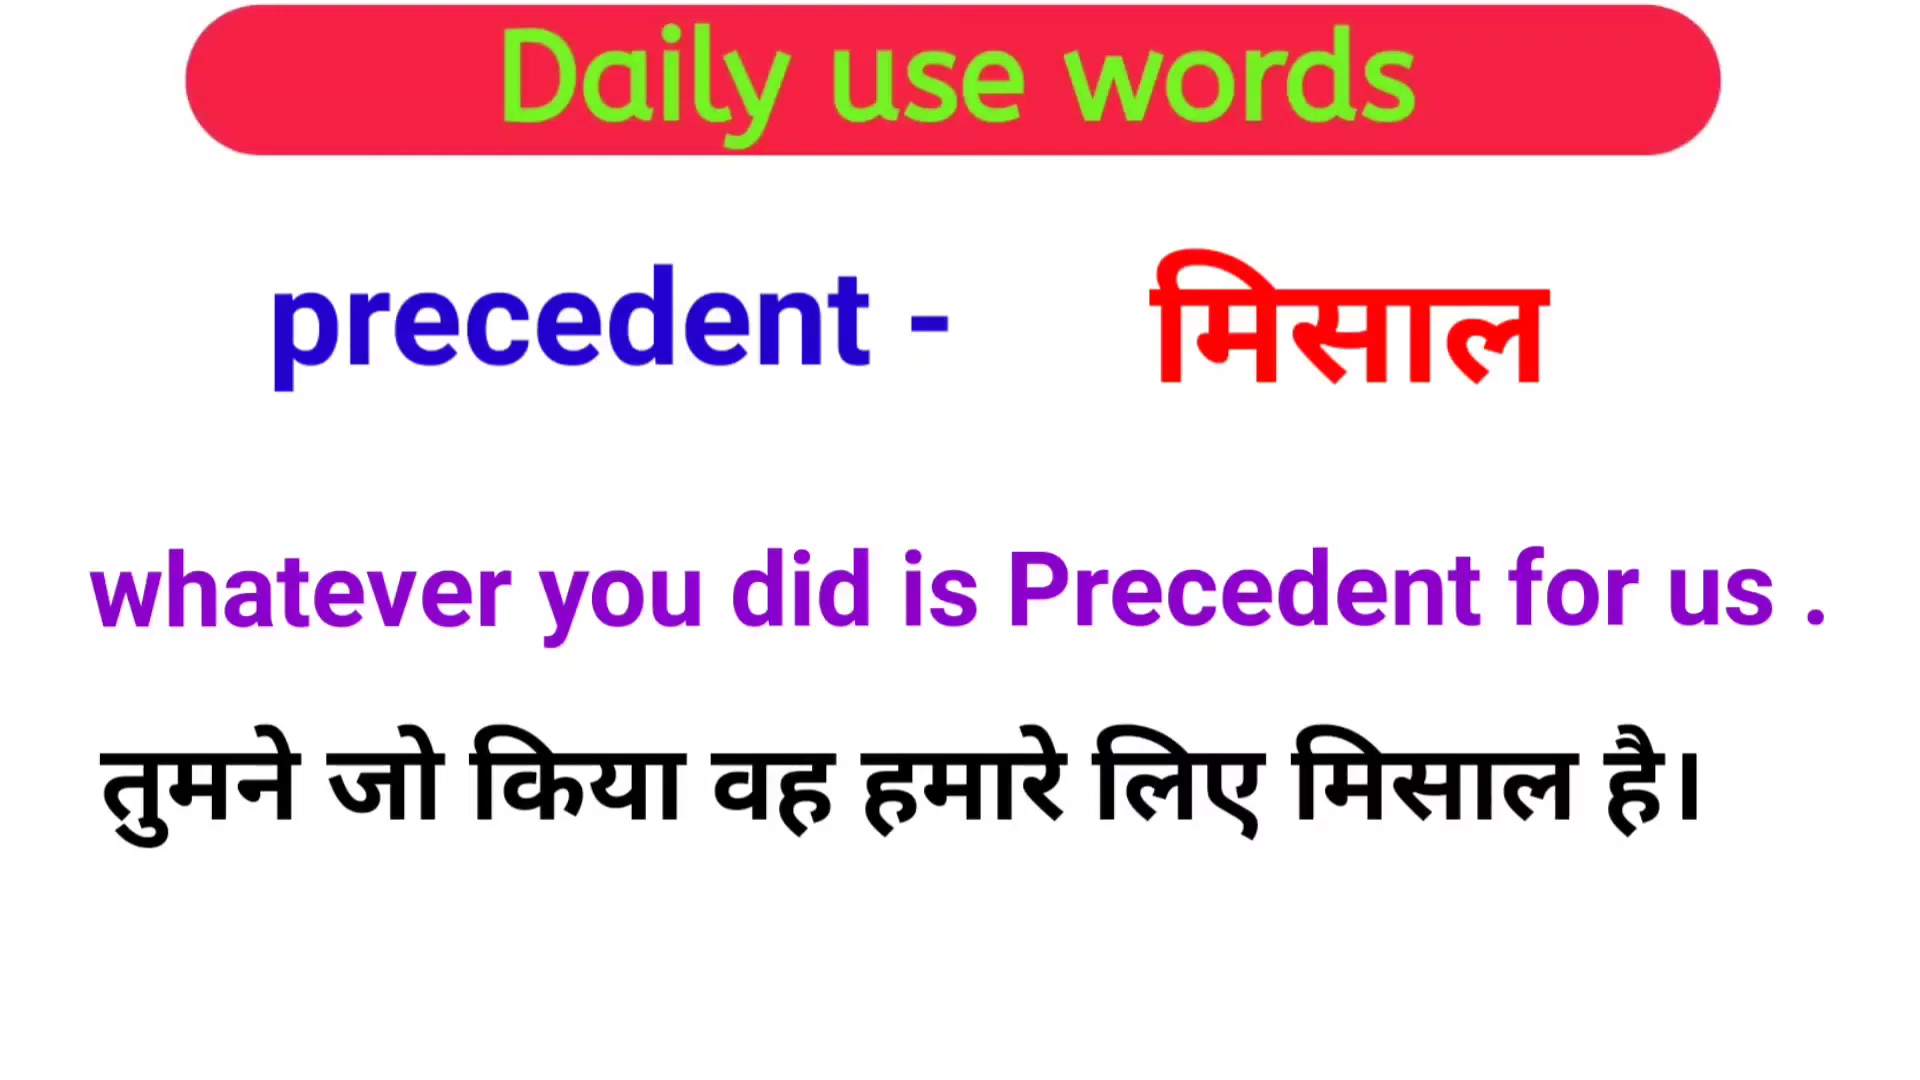 Daily use words
precedent - मिसाल
whatever you did is Precedent for us .
तुमने जो किया वह हमारे लिए मिसाल है।